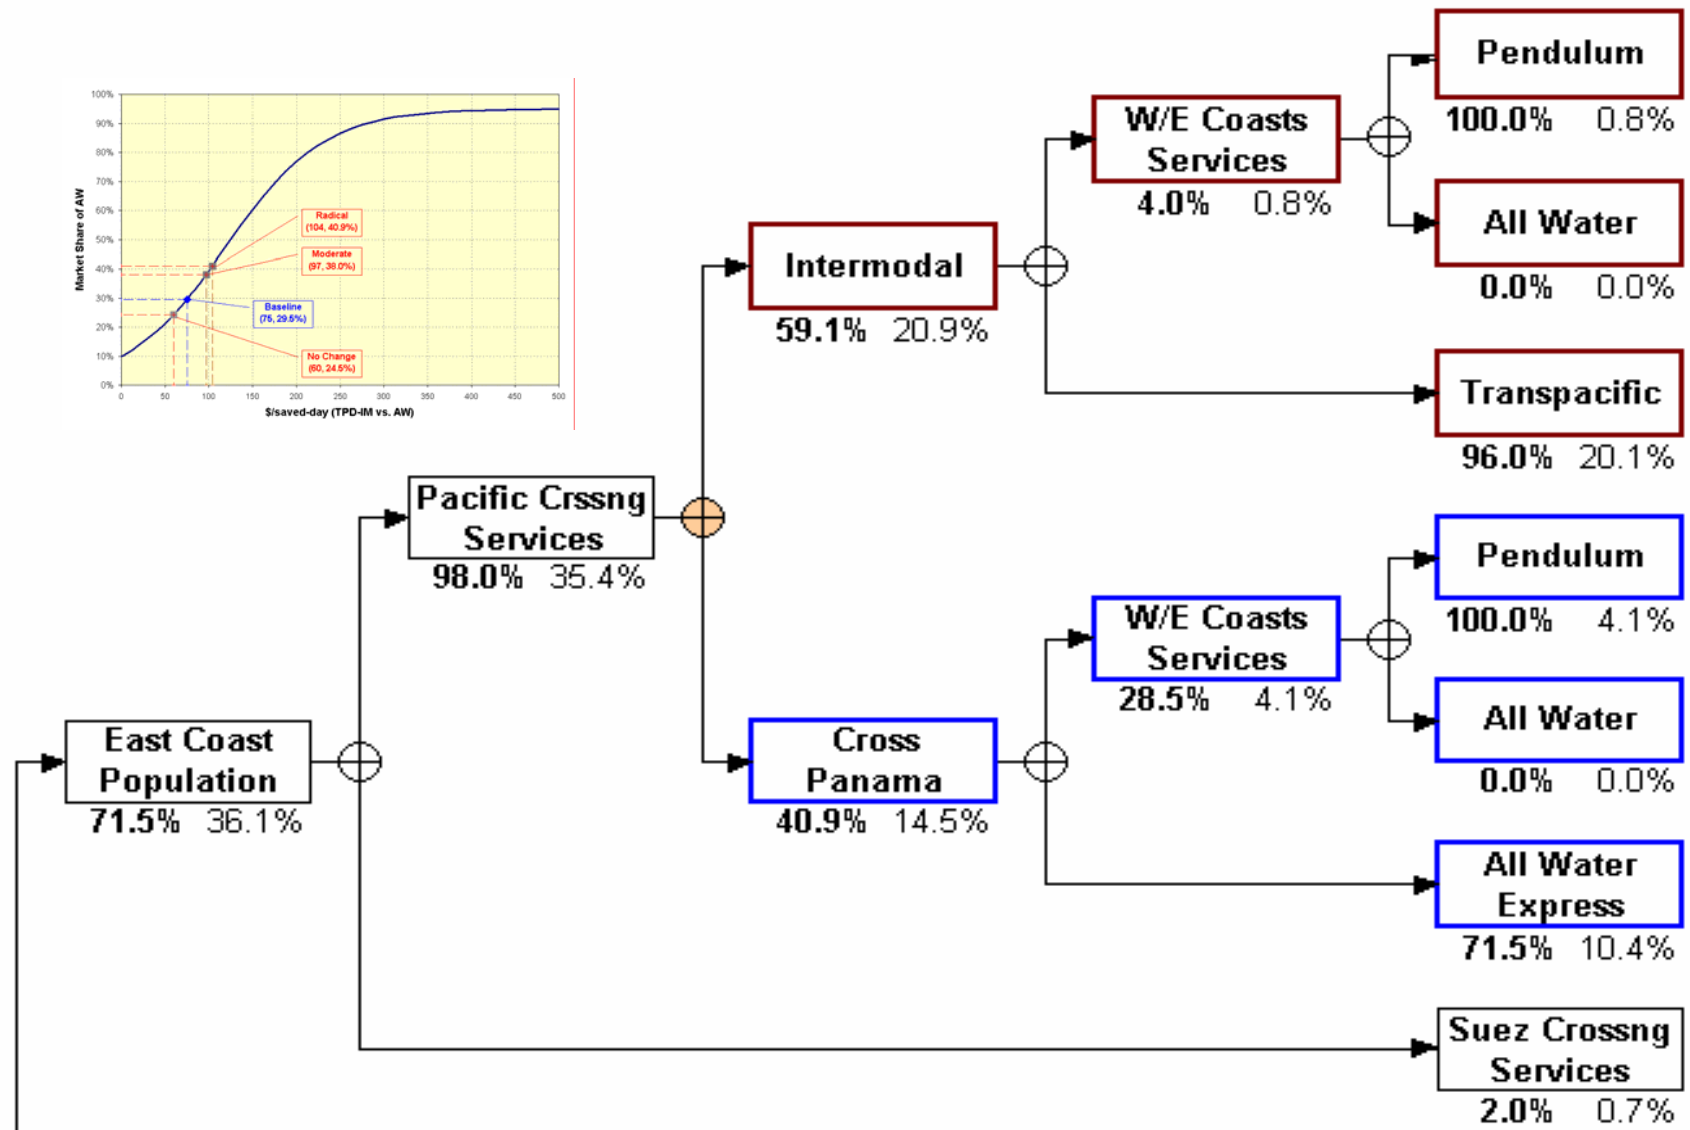 100%
90%
80%
70%
60%
50%
40%
30%
20%
10%
0%
0 50 100 150 200 250 300 350 400 450 500
Market Share of AW
$/saved-day (TPD-IM vs. AW)
Radical
(104, 40.9%)
Moderate
(97, 38.0%)
Baseline
(75, 29.5%)
No Change
(60, 24.5%)
East Coast
Population
71.5% 36.1%
Pacific Crssng
Services
98.0% 35.4%
Intermodal
59.1% 20.9%
Cross
Panama
40.9% 14.5%
W/E Coasts
Services
4.0% 0.8%
W/E Coasts
Services
28.5% 4.1%
Pendulum
100.0% 0.8%
All Water
0.0% 0.0%
Transpacific
96.0% 20.1%
Pendulum
100.0% 4.1%
All Water
0.0% 0.0%
All Water
Express
71.5% 10.4%
Suez Crossng
Services
2.0% 0.7%